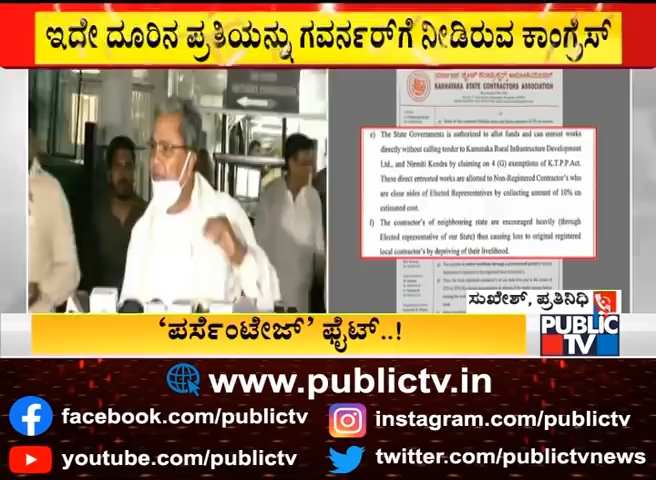 ಇದೇ ದೂರಿನ ಪ್ರತಿಯನ್ನು ಗವರ್ನರ್‌ಗೆ ನೀಡಿರುವ ಕಾಂಗ್ರೆಸ್
KARNATAKA STATE CONTRACTORS ASSOCIATION
e) The State Governments is authorized to allot funds and can entrust works
directly without calling tender to Karnataka Rural Infrastructure Development
Ltd., and Nirmiti Kendra by claiming on 4 (G) exemptions of K.T.P.P.Act.
These direct entrusted works are allotted to Non-Registered Contractor's who
are close aides of Elected Representatives by collecting amount of 10% on
estimated cost.
f) The contractor's of neighbouring state are encouraged heavily (through
Elected representative of our State) thus causing loss to original registered
local contractor's by depriving of their livelihood.
ಸುಖೇಶ್, ಪ್ರತಿನಿಧಿ
PUBLIC
TV
'ಪರ್ಸೆಂಟೇಜ್' ಫೈಟ್..!
www.publictv.in
facebook.com/publictv
instagram.com/publictv
youtube.com/publictv
twitter.com/publictvnews